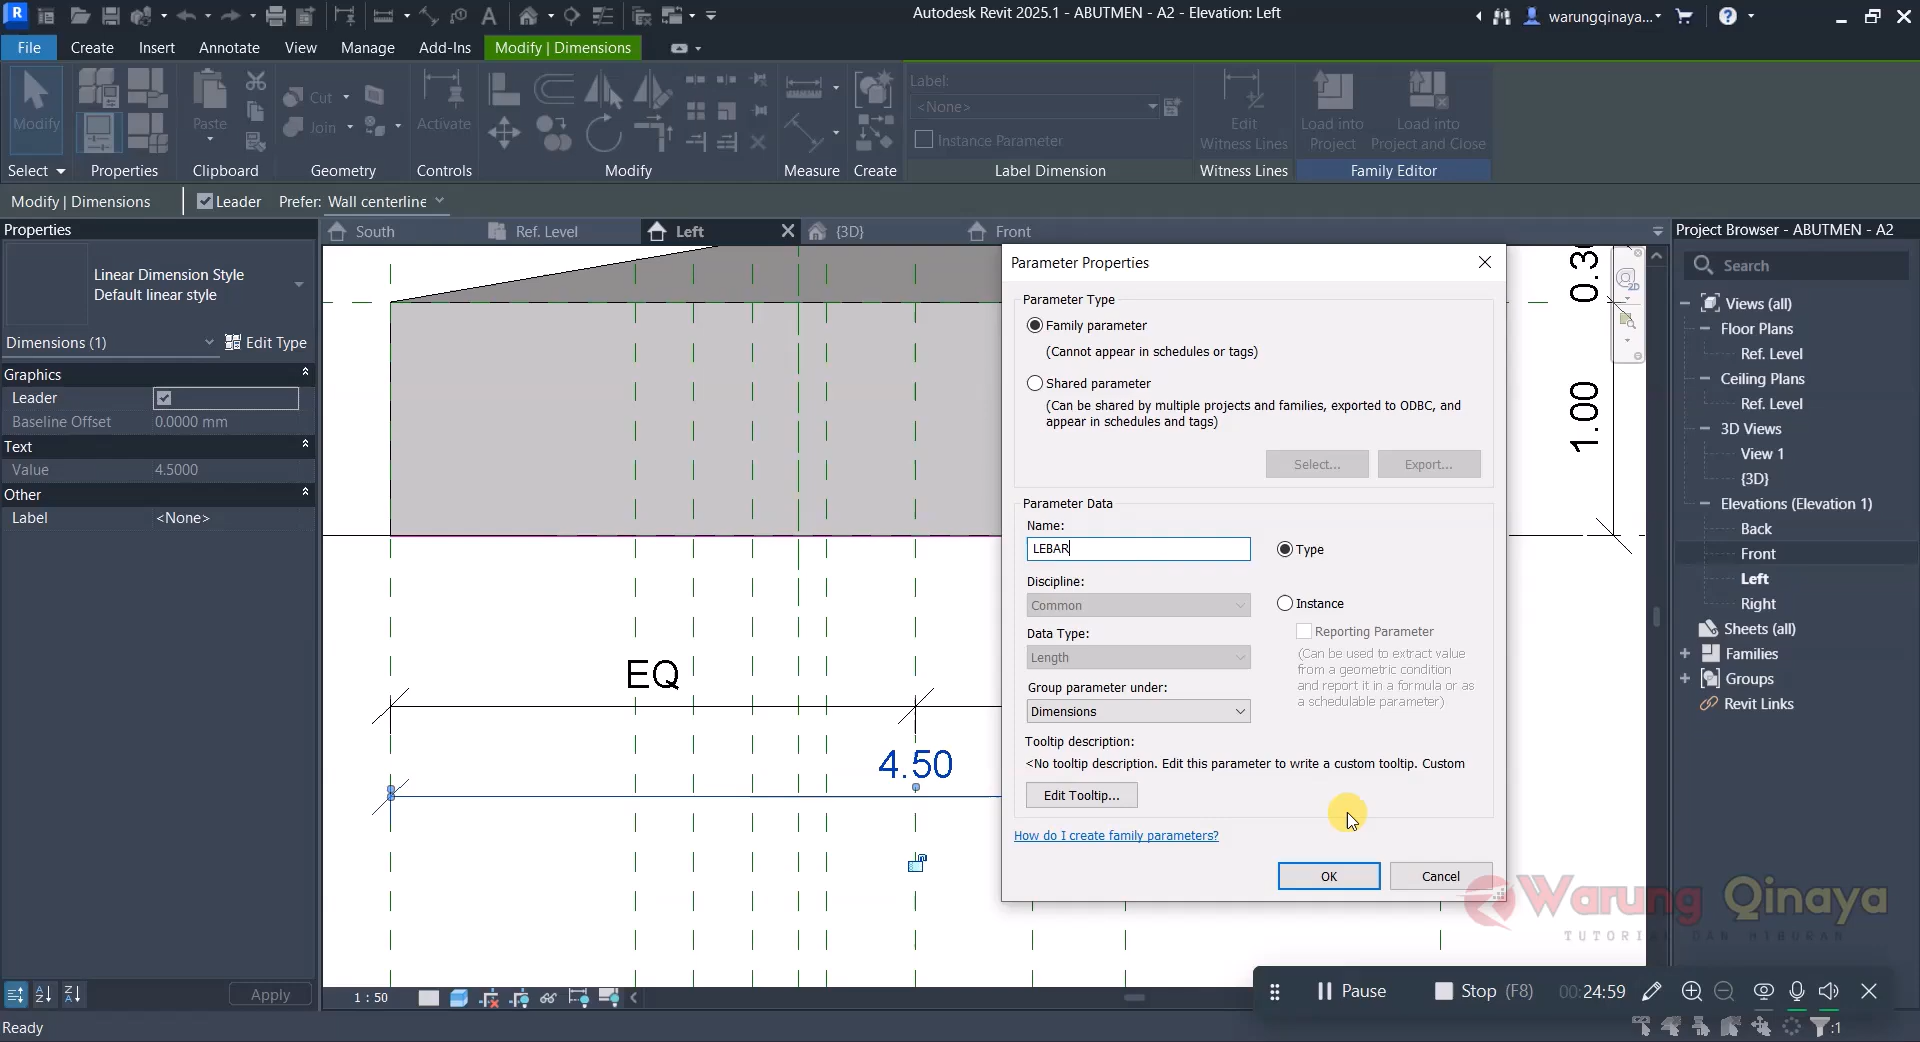 Autodesk Revit 2025.1 - ABUTMEN - A2 - Elevation: Left
warungqinaya...
File
Create
Insert
Annotate
View
Manage
Add-Ins
Modify | Dimensions
Modify
Paste
Cut
Join
Activate
Label:
<None>
Instance Parameter
Edit
Witness Lines
Load into
Project
Load into
Project and Close
Select
Properties
Clipboard
Geometry
Controls
Modify
Measure
Create
Label Dimension
Witness Lines
Family Editor
Modify | Dimensions
Leader
Prefer:
Wall centerline
Properties
Linear Dimension Style
Default linear style
Dimensions (1)
Edit Type
Graphics
Leader
Baseline Offset
0.0000 mm
Text
Value
4.5000
Other
Label
<None>
Apply
South
Ref. Level
Left
{3D}
Front
EQ
4.50
1.00
1 : 50
Parameter Properties
Parameter Type
Family parameter
(Cannot appear in schedules or tags)
Shared parameter
(Can be shared by multiple projects and families, exported to ODBC, and
appear in schedules and tags)
Select...
Export...
Parameter Data
Name:
LEBAR
Type
Discipline:
Common
Instance
Reporting Parameter
(Can be used to extract value
from a geometric condition
and report it in a formula or as
a schedulable parameter)
Data Type:
Length
Group parameter under:
Dimensions
Tooltip description:
<No tooltip description. Edit this parameter to write a custom tooltip. Custom
Edit Tooltip...
How do I create family parameters?
OK
Cancel
Project Browser - ABUTMEN - A2
Search
Views (all)
Floor Plans
Ref. Level
Ceiling Plans
Ref. Level
3D Views
View 1
{3D}
Elevations (Elevation 1)
Back
Front
Left
Right
Sheets (all)
Families
Groups
Revit Links
Warung Qinaya
Pause
Stop (F8)
00:24:59
Ready
:1